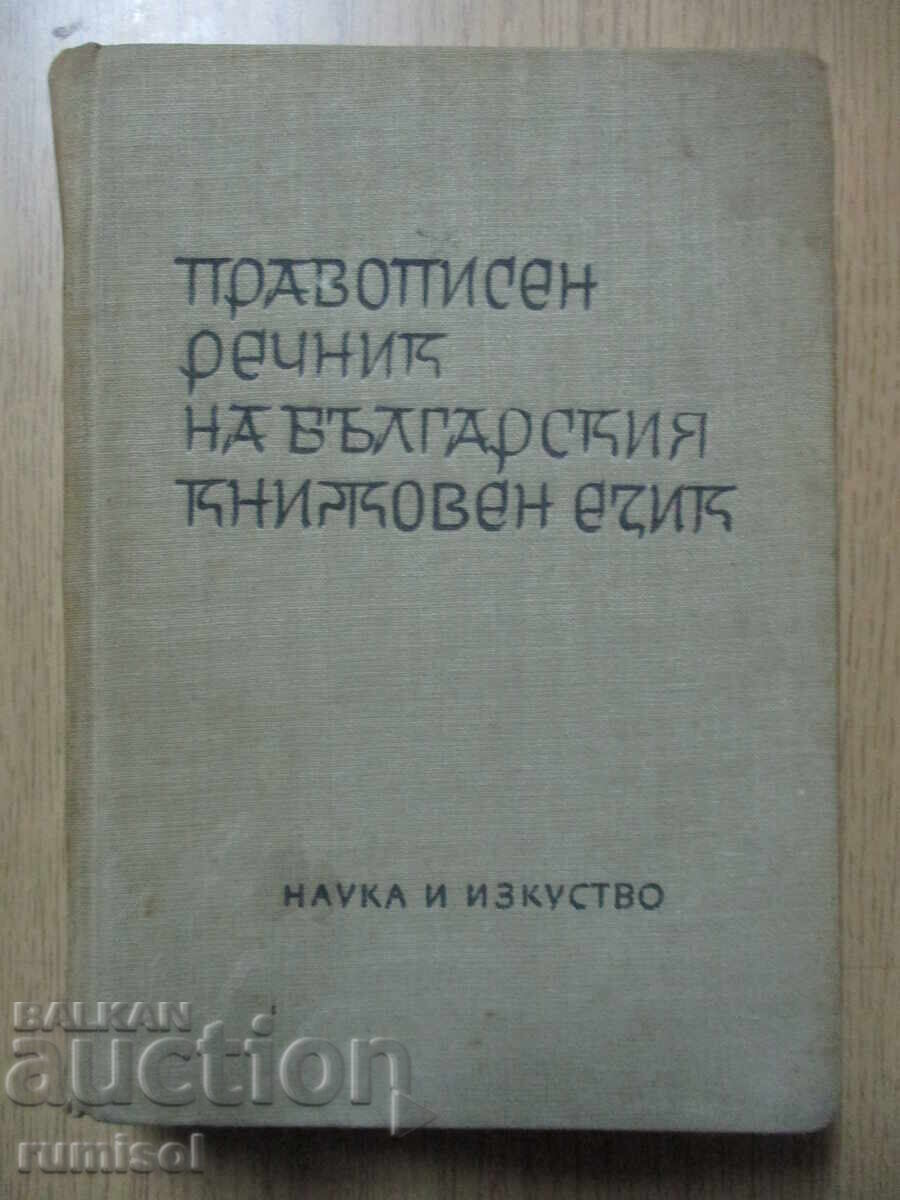 ПРАВОПИСЕН
РЕЧНИК
НА БЪЛГАРСКИЯ
КНИЖОВЕН ЕЗИК
НАУКА И ИЗКУСТВО
BALKAN
auction
rumisol